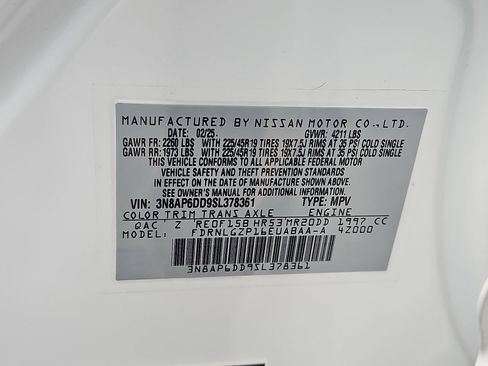 MANUFACTURED BY NISSAN MOTOR CO., LTD.
DATE: 02/25. GVWR: 4211 LBS
GAWR FR: 2260 LBS WITH 225/45R19 TIRES 19X7.5J RIMS AT 35 PSI COLD SINGLE
GAWR RR: 1973 LBS WITH 225/45R19 TIRES 19X7.5J RIMS AT 35 PSI COLD SINGLE
THIS VEHICLE CONFORMS TO ALL APPLICABLE FEDERAL MOTOR
VEHICLE SAFETY AND THEFT PREVENTION STANDARDS
IN EFFECT ON THE DATE OF MANUFACTURE SHOWN ABOVE.
SEE OWNER'S MANUAL FOR ADDITIONAL INFORMATION.
VIN: 3N8AP6DD9SL378361 TYPE: MPV
COLOR TRIM TRANS AXLE ENGINE
QAC' Z RE0F15B HR53'MR20DD 1997 CC
MODEL: FDRNLGZP16EUABAA-A 4Z000
3N8AP6DD9SL378361